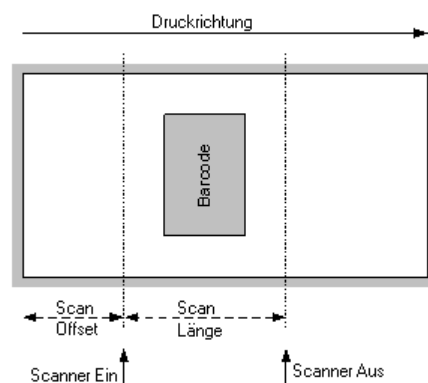 Druckrichtung
Barcode
Scan
Offset
Scan
Länge
Scanner Ein
Scanner Aus